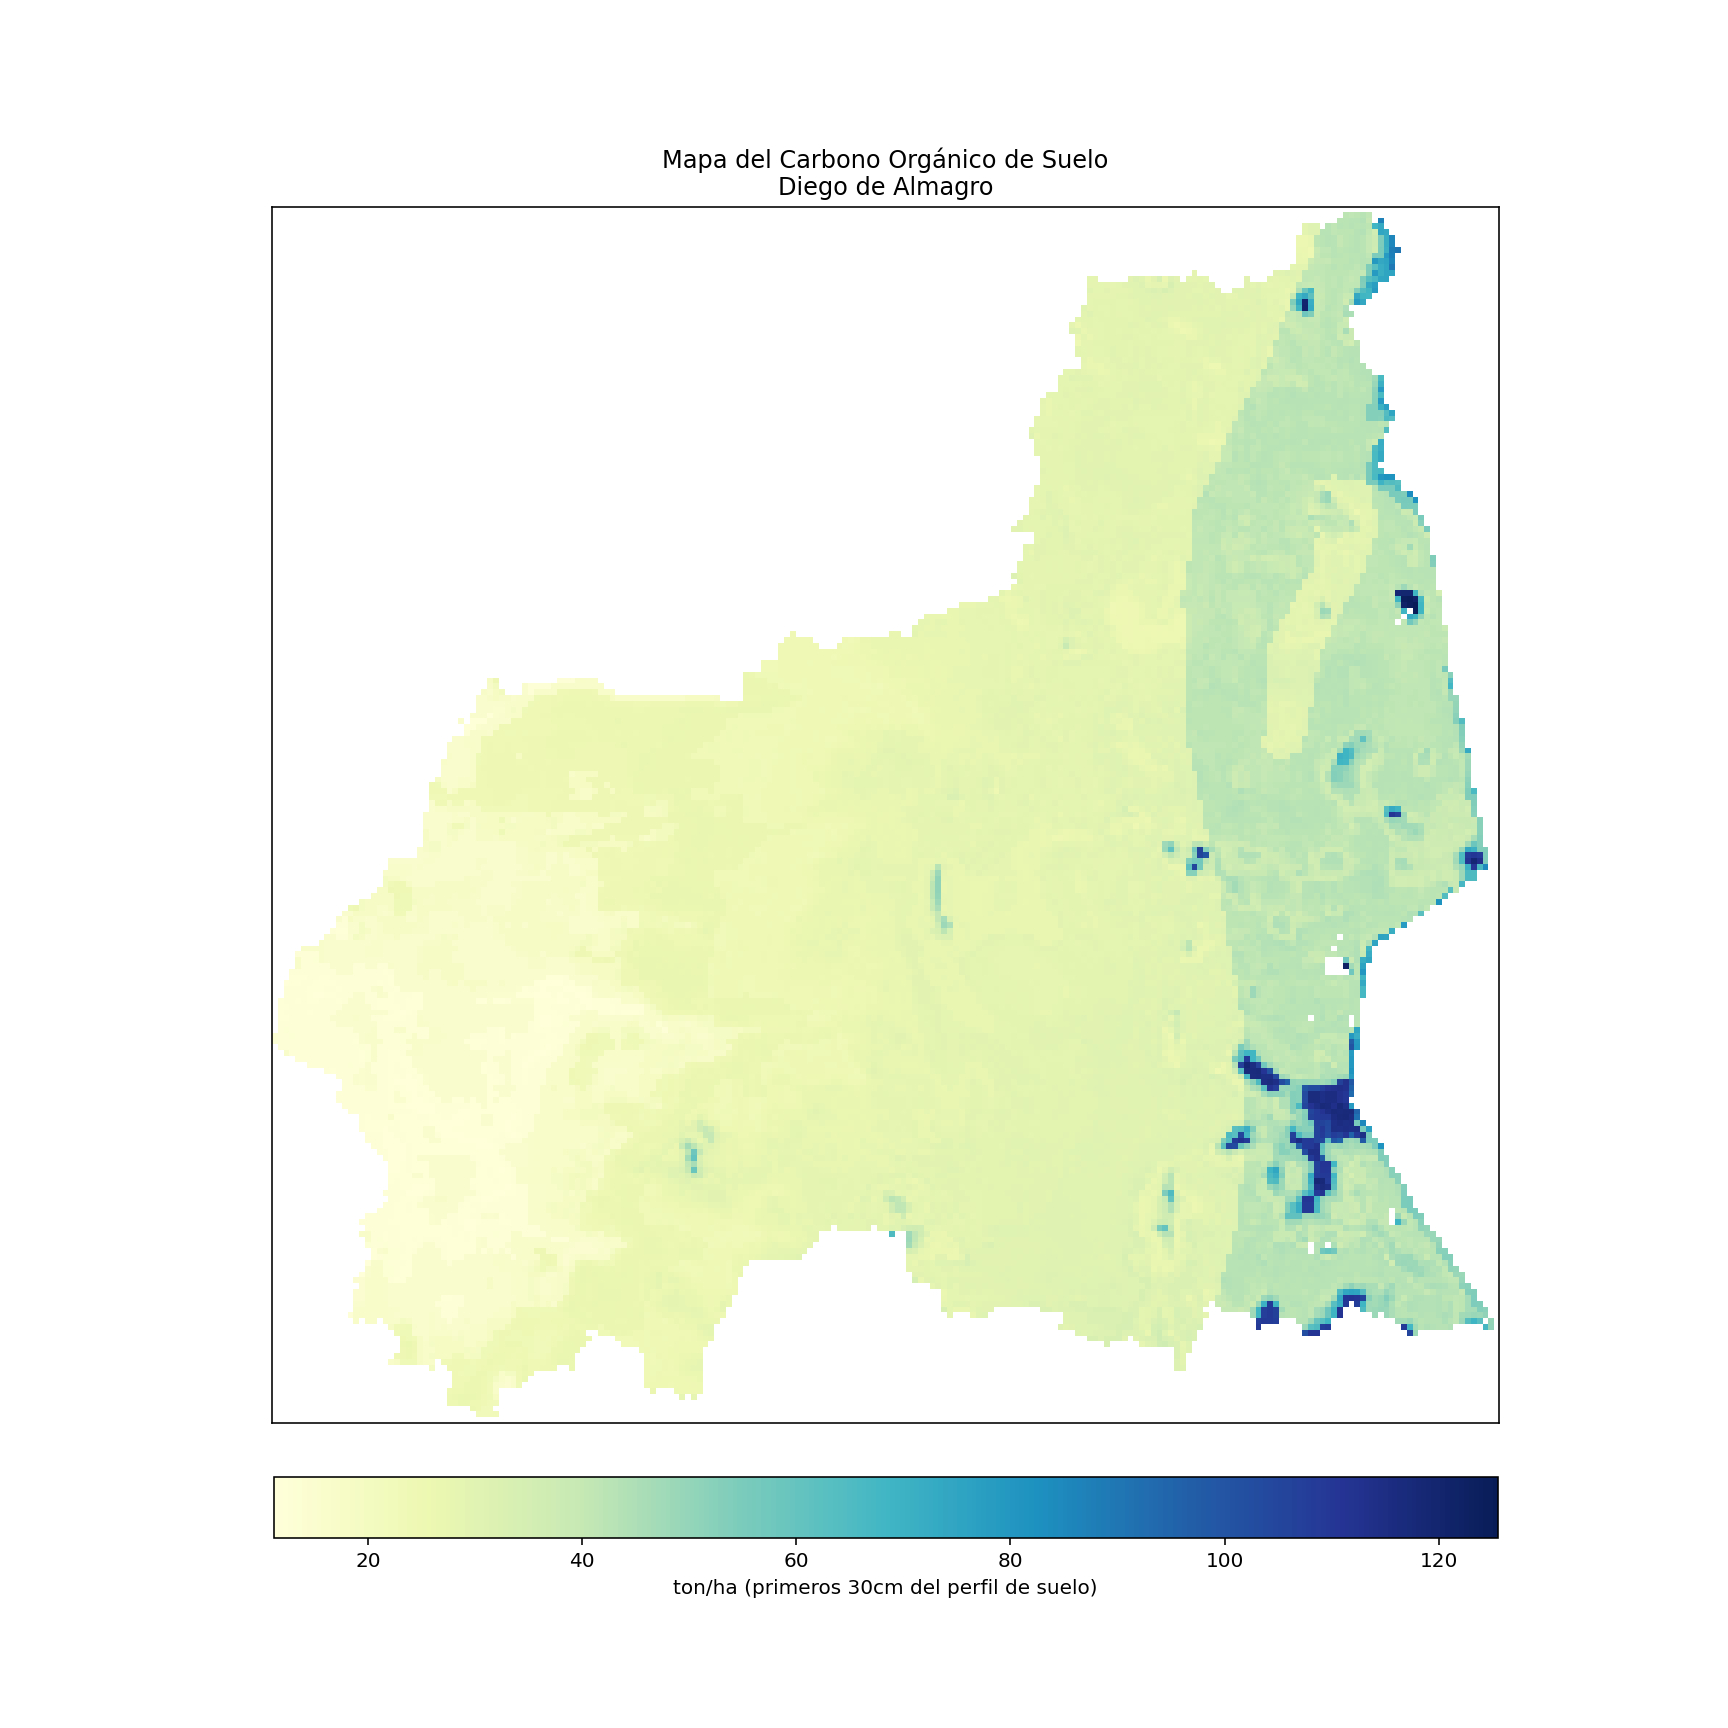 Mapa del Carbono Orgánico de Suelo
Diego de Almagro
20 40 60 80 100 120
ton/ha (primeros 30cm del perfil de suelo)